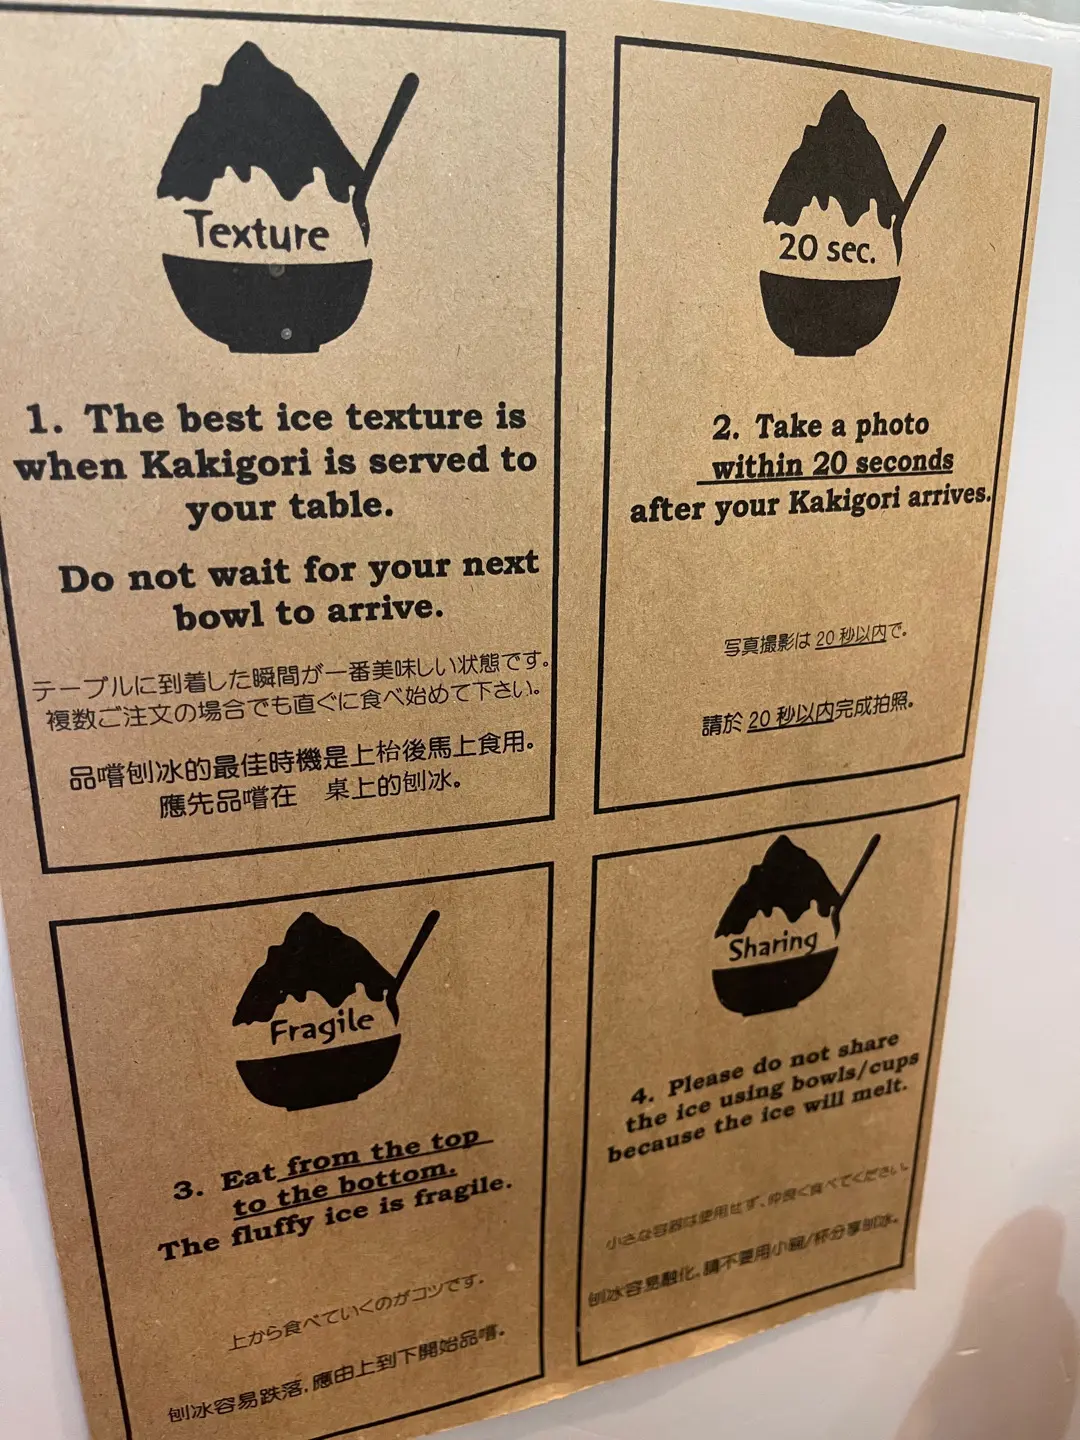 Texture
1. The best ice texture is
when Kakigori is served to
your table.
Do not wait for your next
bowl to arrive.
テーブルに到着した瞬間が一番美味しい状態です。
複数ご注文の場合でも直ぐに食べ始めて下さい。
品嚐刨冰的最佳時機是上枱後馬上食用。
應先品嚐在 桌上的刨冰。
20 sec.
2. Take a photo
within 20 seconds
after your Kakigori arrives.
写真撮影は 20 秒以内で。
請於 20 秒以内完成拍照。
Fragile
3. Eat from the top
to the bottom.
The fluffy ice is fragile.
上から食べていくのがコツです。
刨冰容易跌落,應由上到下開始品嚐。
Sharing
4. Please do not share
the ice using bowls/cups
because the ice will melt.
小さな容器は使用せず、仲良く食べてください。
刨冰容易融化,請不要用小碗/杯分享刨冰。